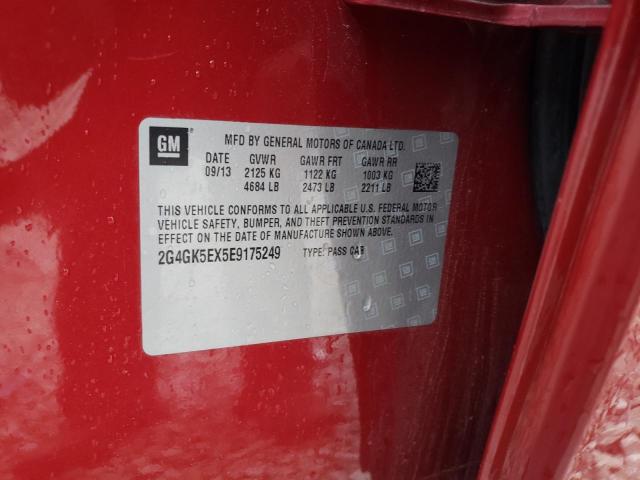 GM
MFD BY GENERAL MOTORS OF CANADA LTD.
DATE GVWR GAWR FRT GAWR RR
09/13 2125 KG 1122 KG 1003 KG
4684 LB 2473 LB 2211 LB
THIS VEHICLE CONFORMS TO ALL APPLICABLE U.S. FEDERAL MOTOR
VEHICLE SAFETY, BUMPER, AND THEFT PREVENTION STANDARDS IN
EFFECT ON THE DATE OF MANUFACTURE SHOWN ABOVE.
2G4GK5EX5E9175249 TYPE: PASS CAR